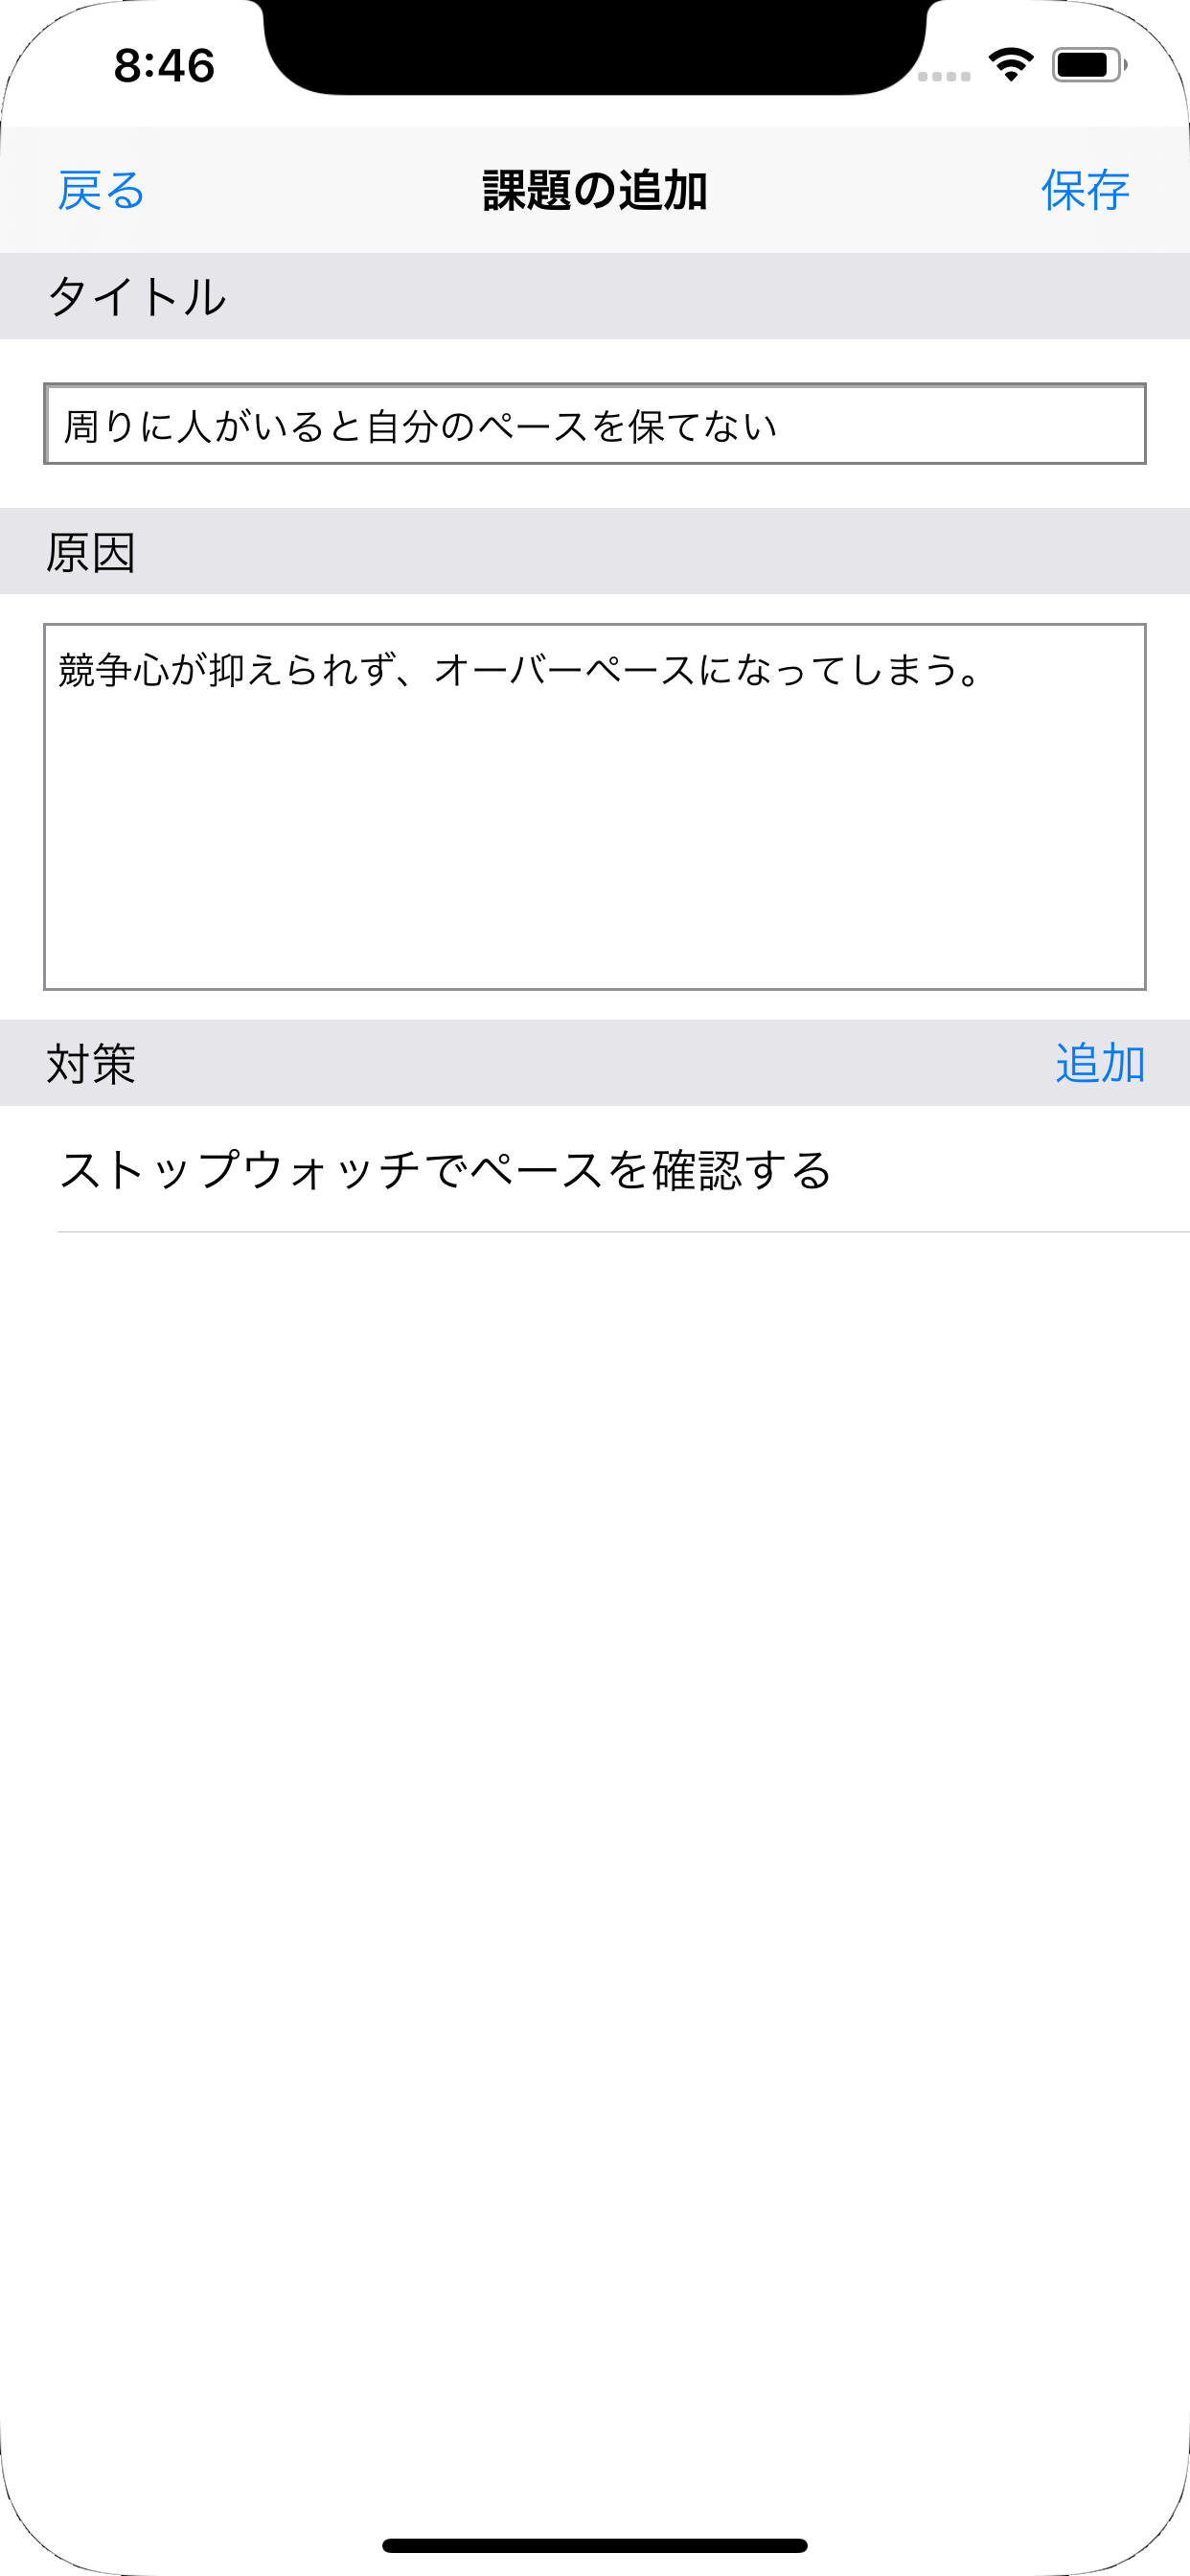 8:46
戻る 課題の追加 保存
タイトル
周りに人がいると自分のペースを保てない
原因
競争心が抑えられず、オーバーペースになってしまう。
対策 追加
ストップウォッチでペースを確認する